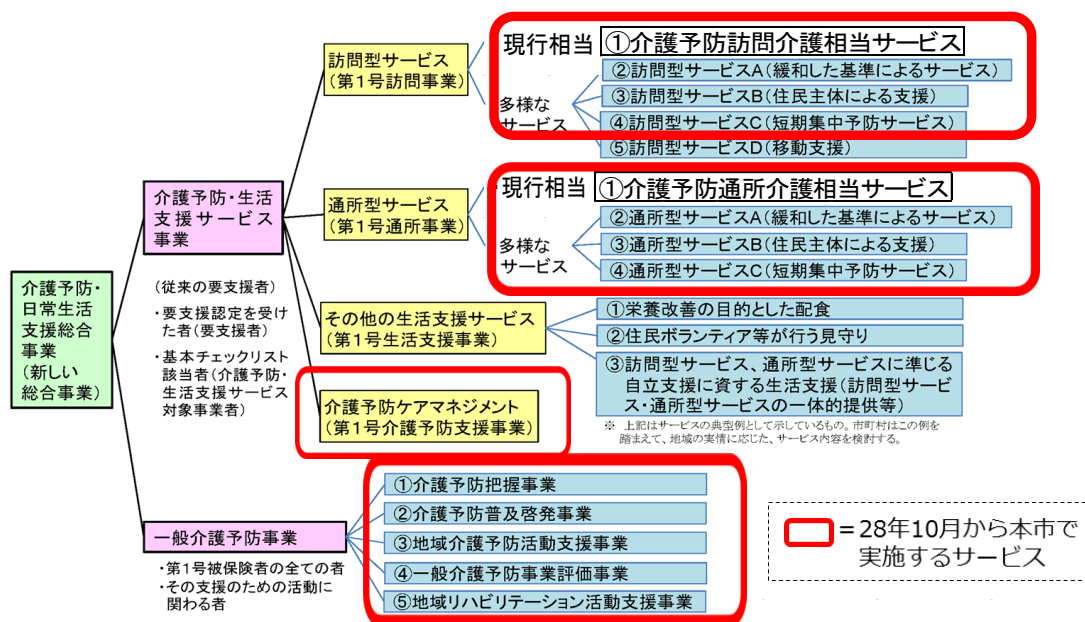 介護予防・
日常生活
支援総合
事業
(新しい
総合事業)
介護予防・生活
支援サービス
事業
(従来の要支援者)
・要支援認定を受け
た者(要支援者)
・基本チェックリスト
該当者(介護予防・
生活支援サービス
対象事業者)
訪問型サービス
(第1号訪問事業)
現行相当
①介護予防訪問介護相当サービス
多様な
サービス
②訪問型サービスA(緩和した基準によるサービス)
③訪問型サービスB(住民主体による支援)
④訪問型サービスC(短期集中予防サービス)
⑤訪問型サービスD(移動支援)
通所型サービス
(第1号通所事業)
現行相当
①介護予防通所介護相当サービス
多様な
サービス
②通所型サービスA(緩和した基準によるサービス)
③通所型サービスB(住民主体による支援)
④通所型サービスC(短期集中予防サービス)
その他の生活支援サービス
(第1号生活支援事業)
①栄養改善の目的とした配食
②住民ボランティア等が行う見守り
③訪問型サービス、通所型サービスに準じる
自立支援に資する生活支援(訪問型サービ
ス・通所型サービスの一体的提供等)
※ 上記はサービスの典型例として示しているもの。市町村はこの例を
踏まえて、地域の実情に応じた、サービス内容を検討する。
介護予防ケアマネジメント
(第1号介護予防支援事業)
一般介護予防事業
・第1号被保険者の全ての者
・その支援のための活動に
関わる者
①介護予防把握事業
②介護予防普及啓発事業
③地域介護予防活動支援事業
④一般介護予防事業評価事業
⑤地域リハビリテーション活動支援事業
=28年10月から本市で
実施するサービス